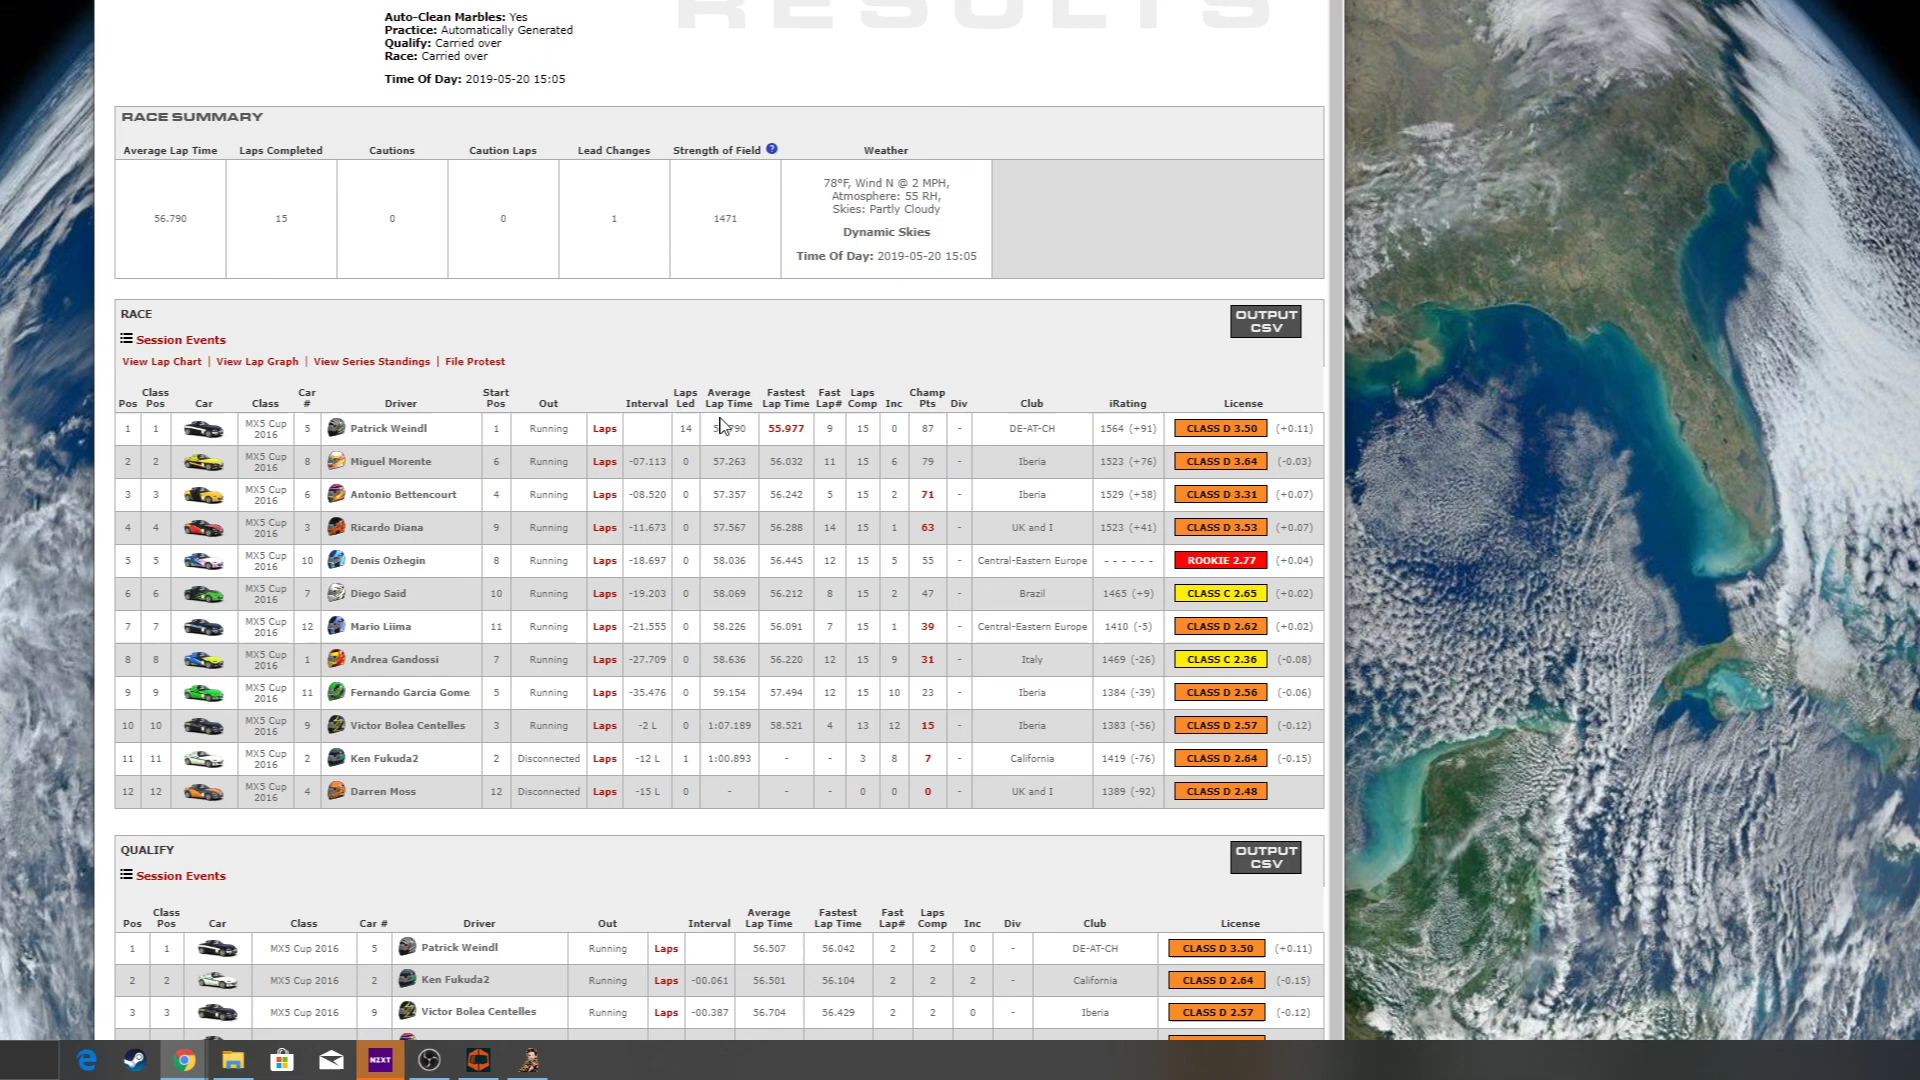 RESULTS
Auto-Clean Marbles: Yes
Practice: Automatically Generated
Qualify: Carried over
Race: Carried over
Time Of Day: 2019-05-20 15:05
RACE SUMMARY
Average Lap Time Laps Completed Cautions Caution Laps Lead Changes Strength of Field ? Weather
56.790 15 0 0 1 1471 78°F, Wind N @ 2 MPH,
Atmosphere: 55 RH,
Skies: Partly Cloudy
Dynamic Skies
Time Of Day: 2019-05-20 15:05
RACE
OUTPUT CSV
Session Events
View Lap Chart | View Lap Graph | View Series Standings | File Protest
Pos Class Pos Car Class Car # Driver Start Pos Out Interval Laps Led Average Lap Time Fastest Lap Time Fast Lap# Laps Comp Inc Champ Pts Div Club iRating License
1 1 MX5 Cup 2016 5 Patrick Weindl 1 Running Laps 14 55.977 9 15 0 87 - DE-AT-CH 1564 (+91) CLASS D 3.50 (+0.11)
2 2 MX5 Cup 2016 8 Miguel Morente 6 Running Laps -07.113 0 57.263 56.032 11 15 6 79 - Iberia 1523 (+76) CLASS D 3.64 (-0.03)
3 3 MX5 Cup 2016 6 Antonio Bettencourt 4 Running Laps -08.520 0 57.357 56.242 5 15 2 71 - Iberia 1529 (+58) CLASS D 3.31 (+0.07)
4 4 MX5 Cup 2016 3 Ricardo Diana 9 Running Laps -11.673 0 57.567 56.288 14 15 1 63 - UK and I 1523 (+41) CLASS D 3.53 (+0.07)
5 5 MX5 Cup 2016 10 Denis Ozhegin 8 Running Laps -18.697 0 58.036 56.445 12 15 5 55 - Central-Eastern Europe - - - - - - ROOKIE 2.77 (+0.04)
6 6 MX5 Cup 2016 7 Diego Said 10 Running Laps -19.203 0 58.069 56.212 8 15 2 47 - Brazil 1465 (+9) CLASS C 2.65 (+0.02)
7 7 MX5 Cup 2016 12 Mario Liima 11 Running Laps -21.555 0 58.226 56.091 7 15 1 39 - Central-Eastern Europe 1410 (-5) CLASS D 2.62 (+0.02)
8 8 MX5 Cup 2016 1 Andrea Gandossi 7 Running Laps -27.709 0 58.636 56.220 12 15 9 31 - Italy 1469 (-26) CLASS C 2.36 (-0.08)
9 9 MX5 Cup 2016 11 Fernando Garcia Gome 5 Running Laps -35.476 0 59.154 57.494 12 15 10 23 - Iberia 1384 (-39) CLASS D 2.56 (-0.06)
10 10 MX5 Cup 2016 9 Victor Bolea Centelles 3 Running Laps -2 L 0 1:07.189 58.521 4 13 12 15 - Iberia 1383 (-56) CLASS D 2.57 (-0.12)
11 11 MX5 Cup 2016 2 Ken Fukuda2 2 Disconnected Laps -12 L 1 1:00.893 - - 3 8 7 - California 1419 (-76) CLASS D 2.64 (-0.15)
12 12 MX5 Cup 2016 4 Darren Moss 12 Disconnected Laps -15 L 0 - - - 0 0 0 - UK and I 1389 (-92) CLASS D 2.48
QUALIFY
OUTPUT CSV
Session Events
Pos Class Pos Car Class Car # Driver Out Interval Average Lap Time Fastest Lap Time Fast Lap# Laps Comp Inc Div Club License
1 1 MX5 Cup 2016 5 Patrick Weindl Running Laps 56.507 56.042 2 2 0 - DE-AT-CH CLASS D 3.50 (+0.11)
2 2 MX5 Cup 2016 2 Ken Fukuda2 Running Laps -00.061 56.501 56.104 2 2 2 - California CLASS D 2.64 (-0.15)
3 3 MX5 Cup 2016 9 Victor Bolea Centelles Running Laps -00.387 56.704 56.429 2 2 0 - Iberia CLASS D 2.57 (-0.12)
NZXT